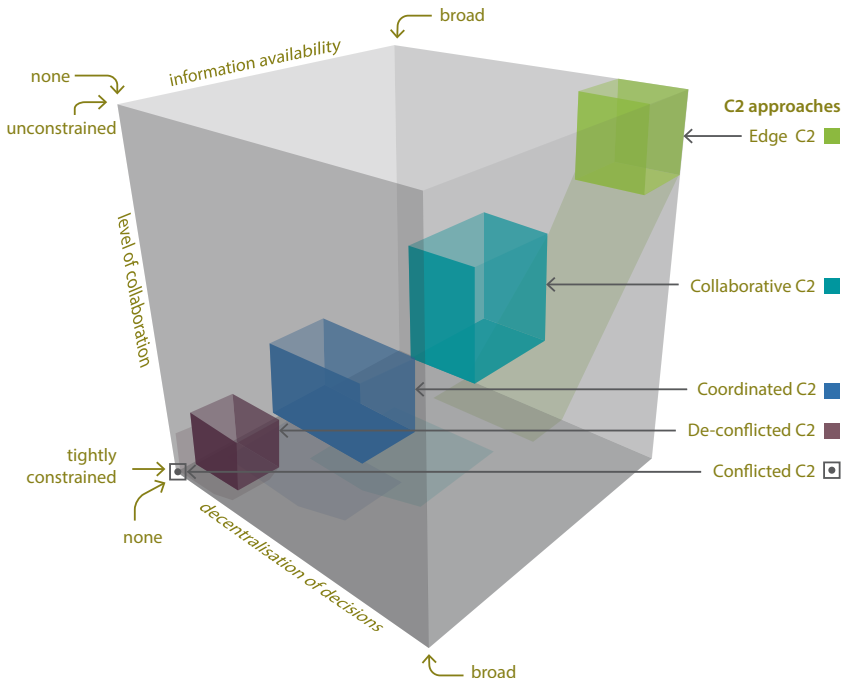 broad
information availability
none
unconstrained
C2 approaches
Edge C2
level of collaboration
Collaborative C2
Coordinated C2
De-conflicted C2
tightly
constrained
Conflicted C2
none
decentralisation of decisions
broad